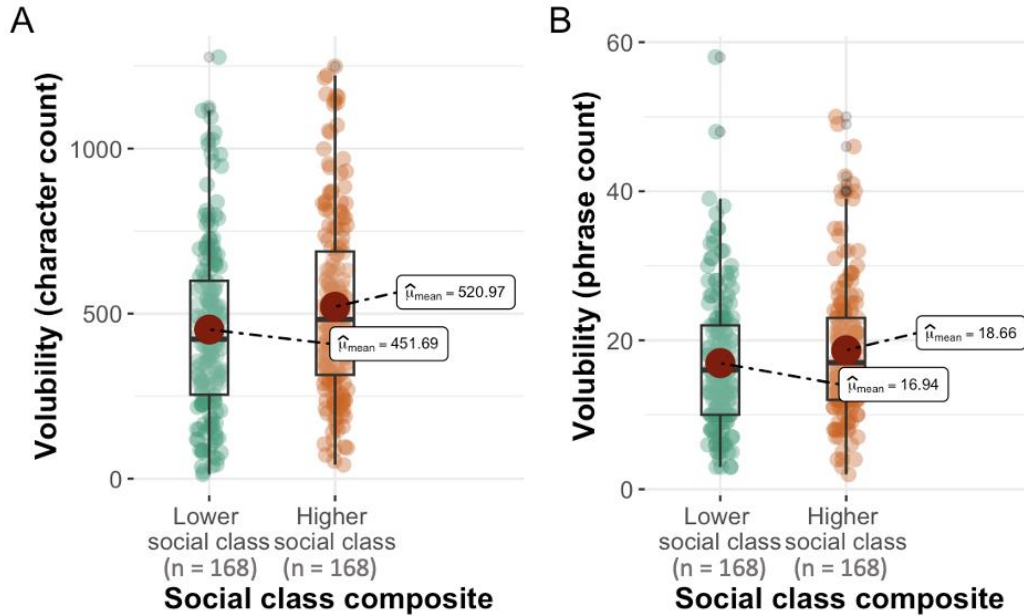 A
Volubility (character count)
1000
500
0
μ̂mean = 520.97
μ̂mean = 451.69
Lower
social class
(n = 168)
Higher
social class
(n = 168)
Social class composite
B
Volubility (phrase count)
60
40
20
0
μ̂mean = 18.66
μ̂mean = 16.94
Lower
social class
(n = 168)
Higher
social class
(n = 168)
Social class composite